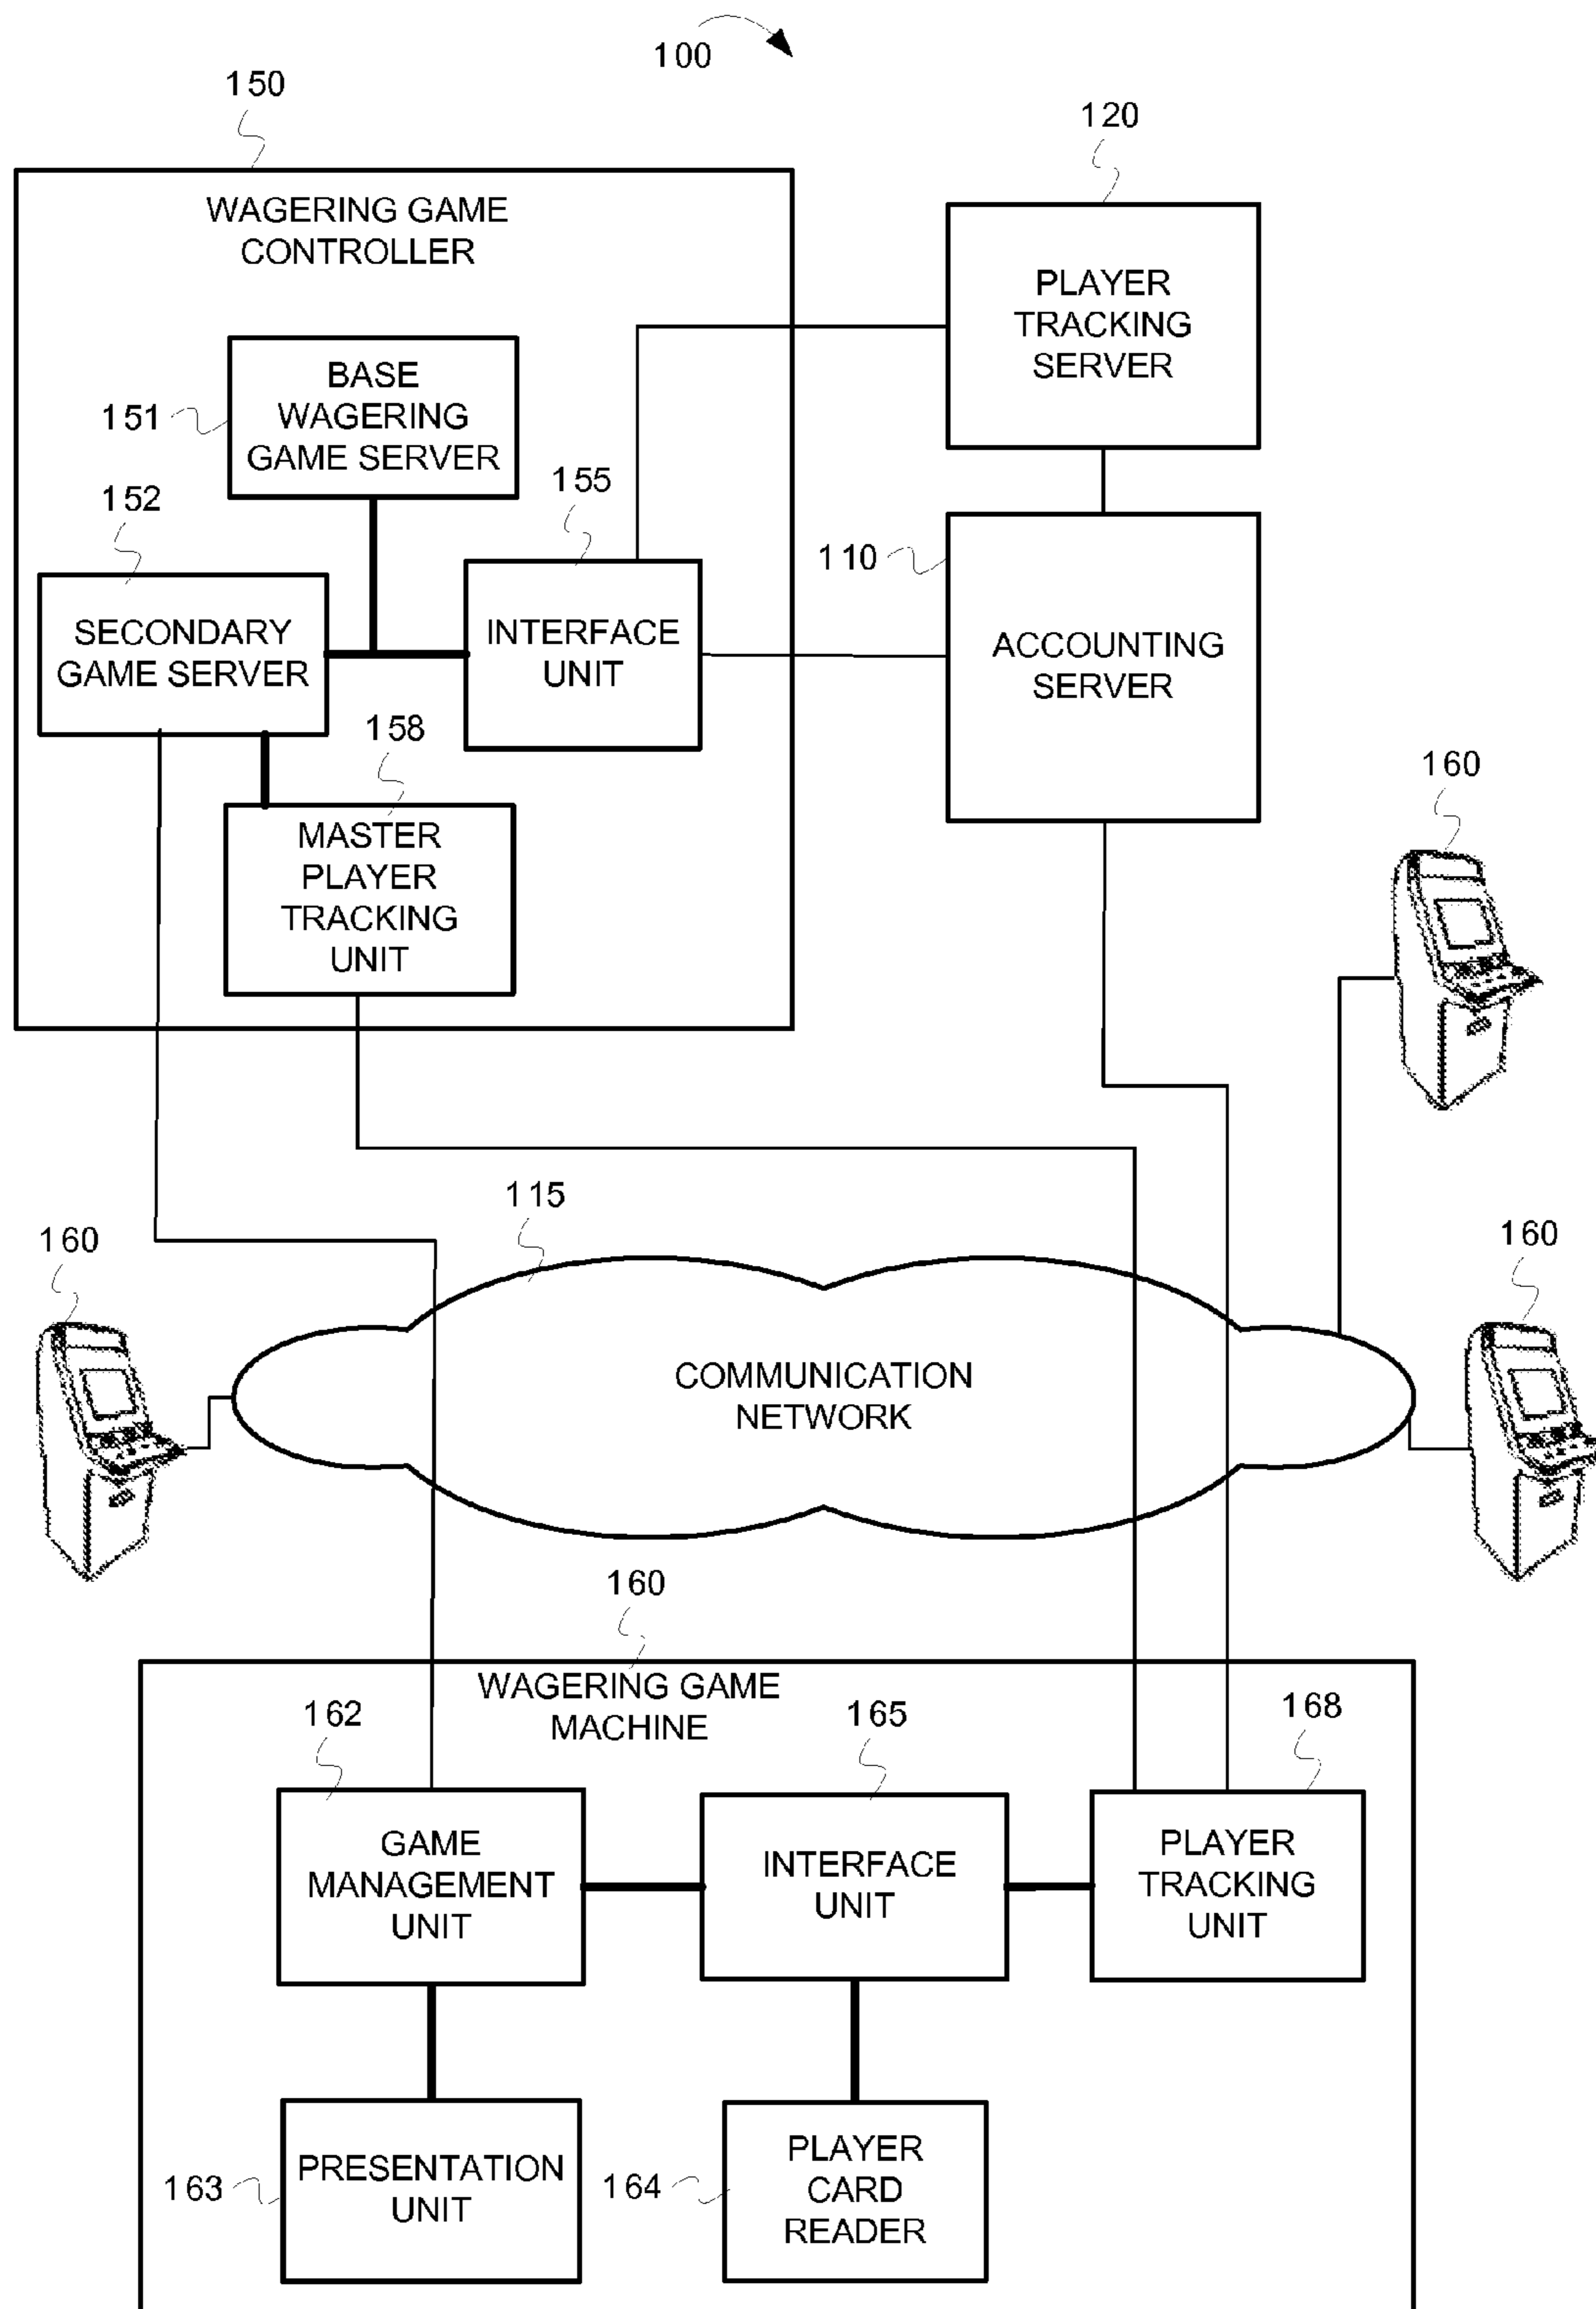 100
150
120
WAGERING GAME
CONTROLLER
PLAYER
TRACKING
SERVER
BASE
WAGERING
GAME SERVER
151
152
155
110
SECONDARY
GAME SERVER
INTERFACE
UNIT
ACCOUNTING
SERVER
158
160
MASTER
PLAYER
TRACKING
UNIT
115
160
160
COMMUNICATION
NETWORK
160
WAGERING GAME
MACHINE
162
165
168
GAME
MANAGEMENT
UNIT
INTERFACE
UNIT
PLAYER
TRACKING
UNIT
PRESENTATION
UNIT
163
164
PLAYER
CARD
READER